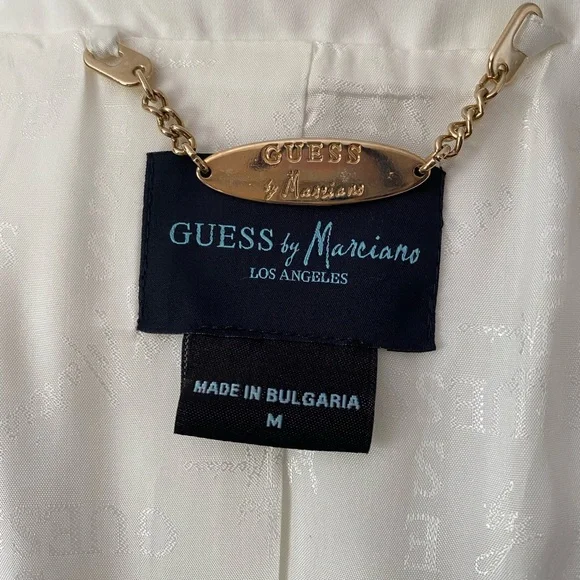 GUESS
by Marciano
GUESS by Marciano
LOS ANGELES
MADE IN BULGARIA
M